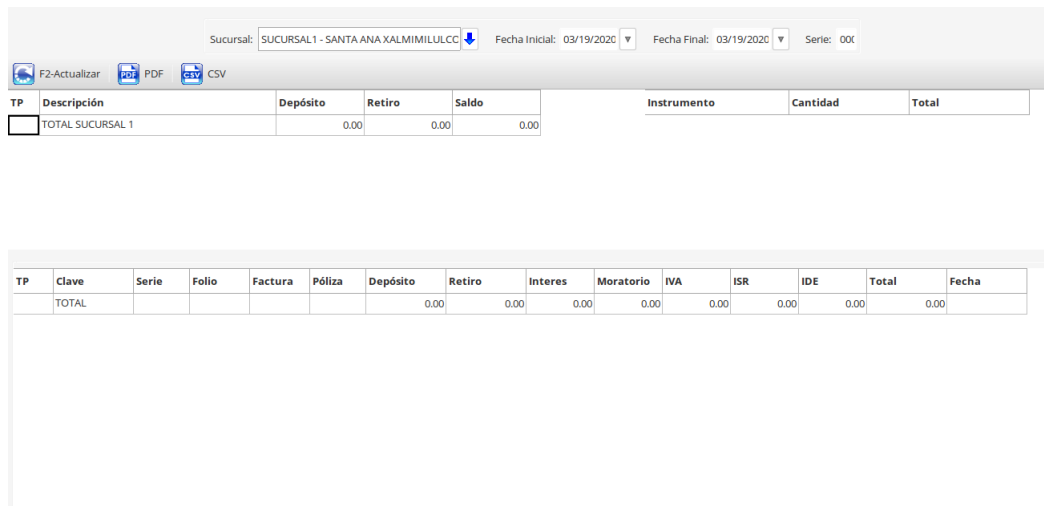 Sucursal: SUCURSAL1 - SANTA ANA XALMIMILULCO Fecha Inicial: 03/19/2020 Fecha Final: 03/19/2020 Serie: 000
F2-Actualizar PDF PDF CSV CSV
TP Descripción Depósito Retiro Saldo Instrumento Cantidad Total
TOTAL SUCURSAL 1 0.00 0.00 0.00
TP Clave Serie Folio Factura Póliza Depósito Retiro Interes Moratorio IVA ISR IDE Total Fecha
TOTAL 0.00 0.00 0.00 0.00 0.00 0.00 0.00 0.00